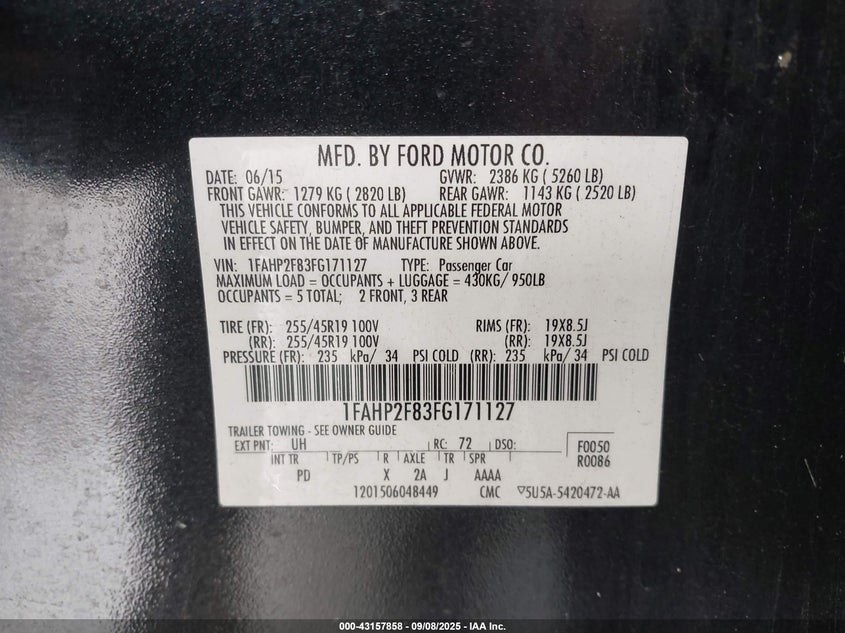 MFD. BY FORD MOTOR CO.
DATE: 06/15 GVWR: 2386 KG ( 5260 LB)
FRONT GAWR: 1279 KG ( 2820 LB) REAR GAWR: 1143 KG ( 2520 LB)
THIS VEHICLE CONFORMS TO ALL APPLICABLE FEDERAL MOTOR
VEHICLE SAFETY, BUMPER, AND THEFT PREVENTION STANDARDS
IN EFFECT ON THE DATE OF MANUFACTURE SHOWN ABOVE.
VIN: 1FAHP2F83FG171127 TYPE: Passenger Car
MAXIMUM LOAD = OCCUPANTS + LUGGAGE = 430KG/ 950LB
OCCUPANTS = 5 TOTAL; 2 FRONT, 3 REAR
TIRE (FR): 255/45R19 100V RIMS (FR): 19X8.5J
(RR): 255/45R19 100V (RR): 19X8.5J
PRESSURE (FR): 235 kPa/ 34 PSI COLD (RR): 235 kPa/ 34 PSI COLD
1FAHP2F83FG171127
TRAILER TOWING - SEE OWNER GUIDE
EXT PNT: UH RC: 72 DSO: F0050
INT TR TP/PS R AXLE TR SPR R0086
PD X 2A J AAAA
1201506048449 CMC ▽5U5A-5420472-AA
000-43157858 - 09/08/2025 - IAA Inc.